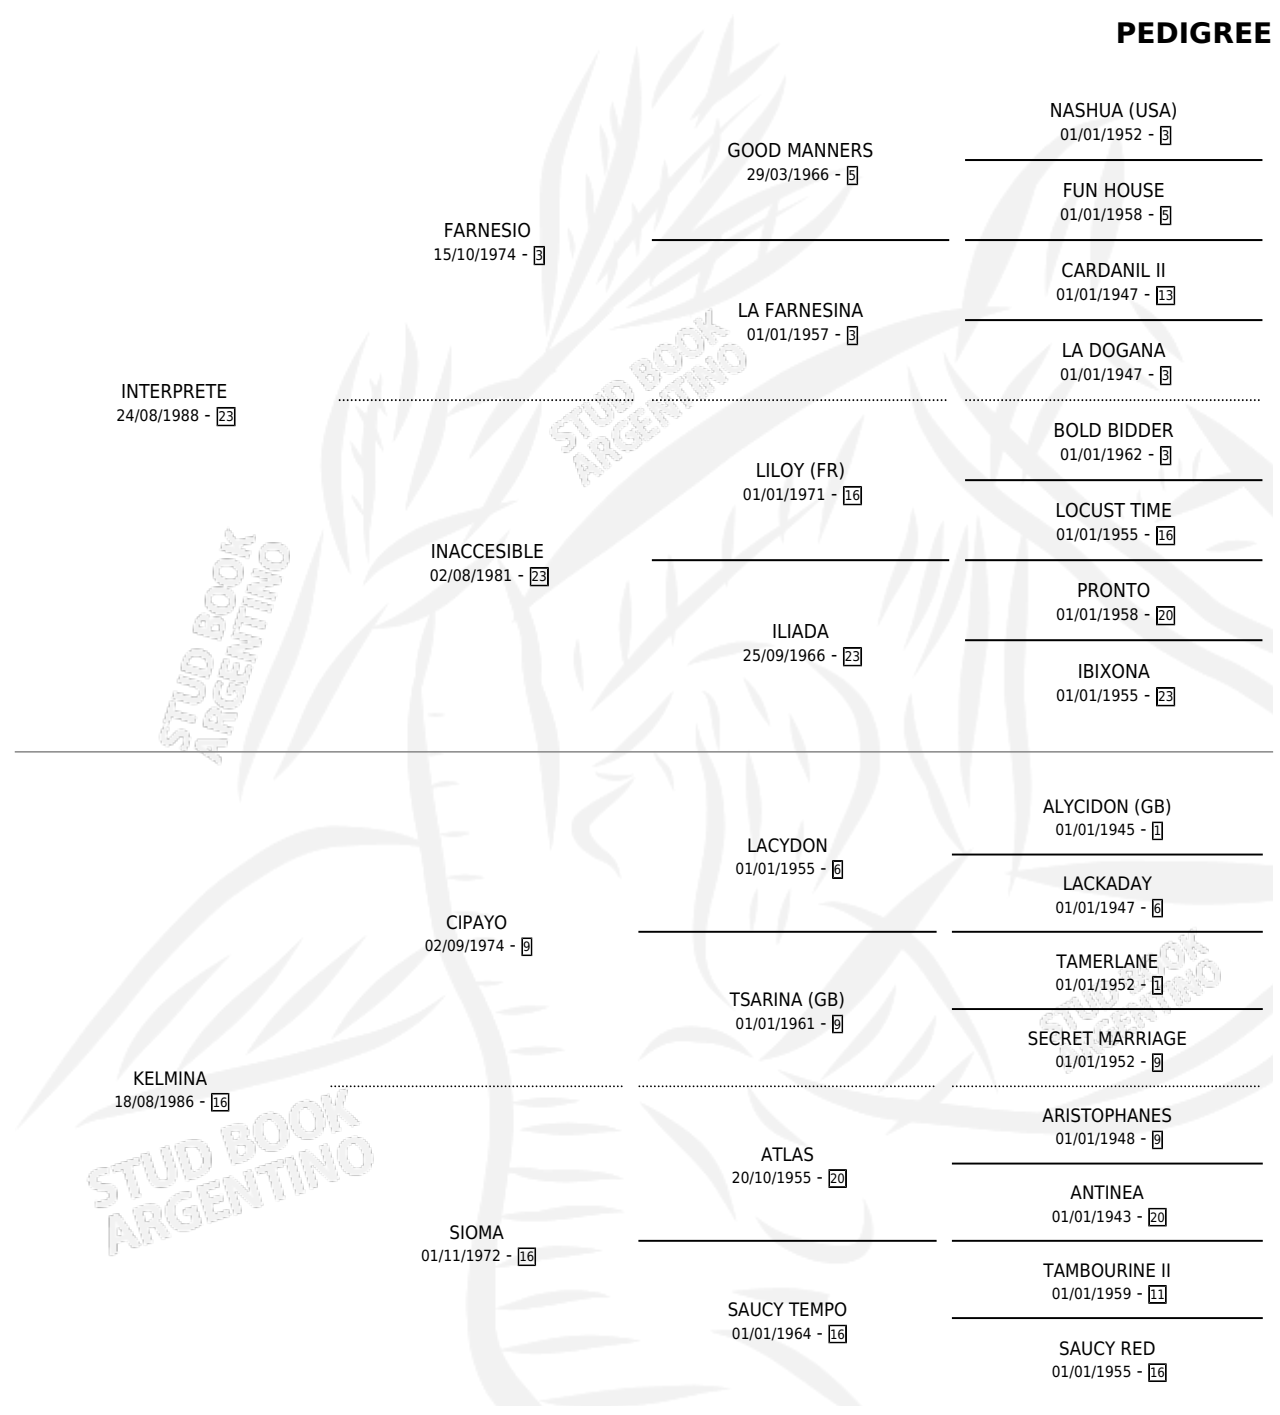 PEDIGREE
NASHUA (USA)
01/01/1952 - 3
GOOD MANNERS
29/03/1966 - 5
FUN HOUSE
01/01/1958 - 5
FARNESIO
15/10/1974 - 3
CARDANIL II
01/01/1947 - 13
LA FARNESINA
01/01/1957 - 3
LA DOGANA
01/01/1947 - 3
INTERPRETE
24/08/1988 - 23
BOLD BIDDER
01/01/1962 - 3
LILOY (FR)
01/01/1971 - 16
LOCUST TIME
01/01/1955 - 16
INACCESIBLE
02/08/1981 - 23
PRONTO
01/01/1958 - 20
ILIADA
25/09/1966 - 23
IBIXONA
01/01/1955 - 23
ALYCIDON (GB)
01/01/1945 - 1
LACYDON
01/01/1955 - 6
LACKADAY
01/01/1947 - 6
CIPAYO
02/09/1974 - 9
TAMERLANE
01/01/1952 - 1
TSARINA (GB)
01/01/1961 - 9
SECRET MARRIAGE
01/01/1952 - 9
KELMINA
18/08/1986 - 16
ARISTOPHANES
01/01/1948 - 9
ATLAS
20/10/1955 - 20
ANTINEA
01/01/1943 - 20
SIOMA
01/11/1972 - 16
TAMBOURINE II
01/01/1959 - 11
SAUCY TEMPO
01/01/1964 - 16
SAUCY RED
01/01/1955 - 16
STUD BOOK
ARGENTINO
STUD BOOK
ARGENTINO
STUD BOOK
ARGENTINO
STUD BOOK
ARGENTINO